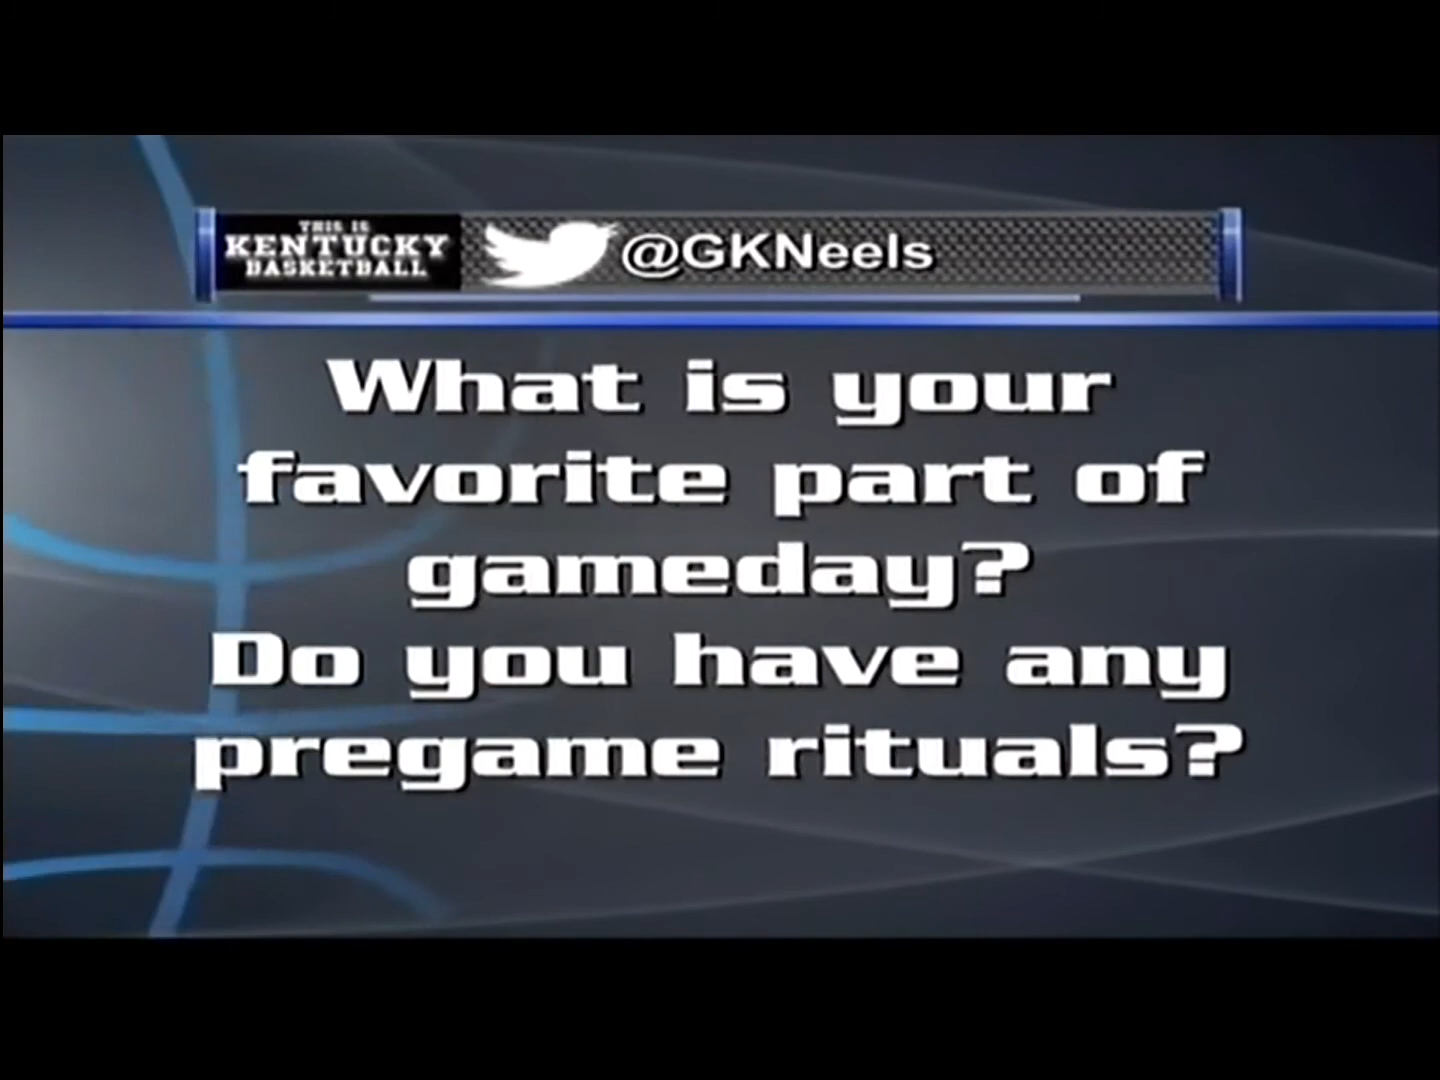 THIS IS
KENTUCKY
BASKETBALL
@GKNeels
What is your
favorite part of
gameday?
Do you have any
pregame rituals?